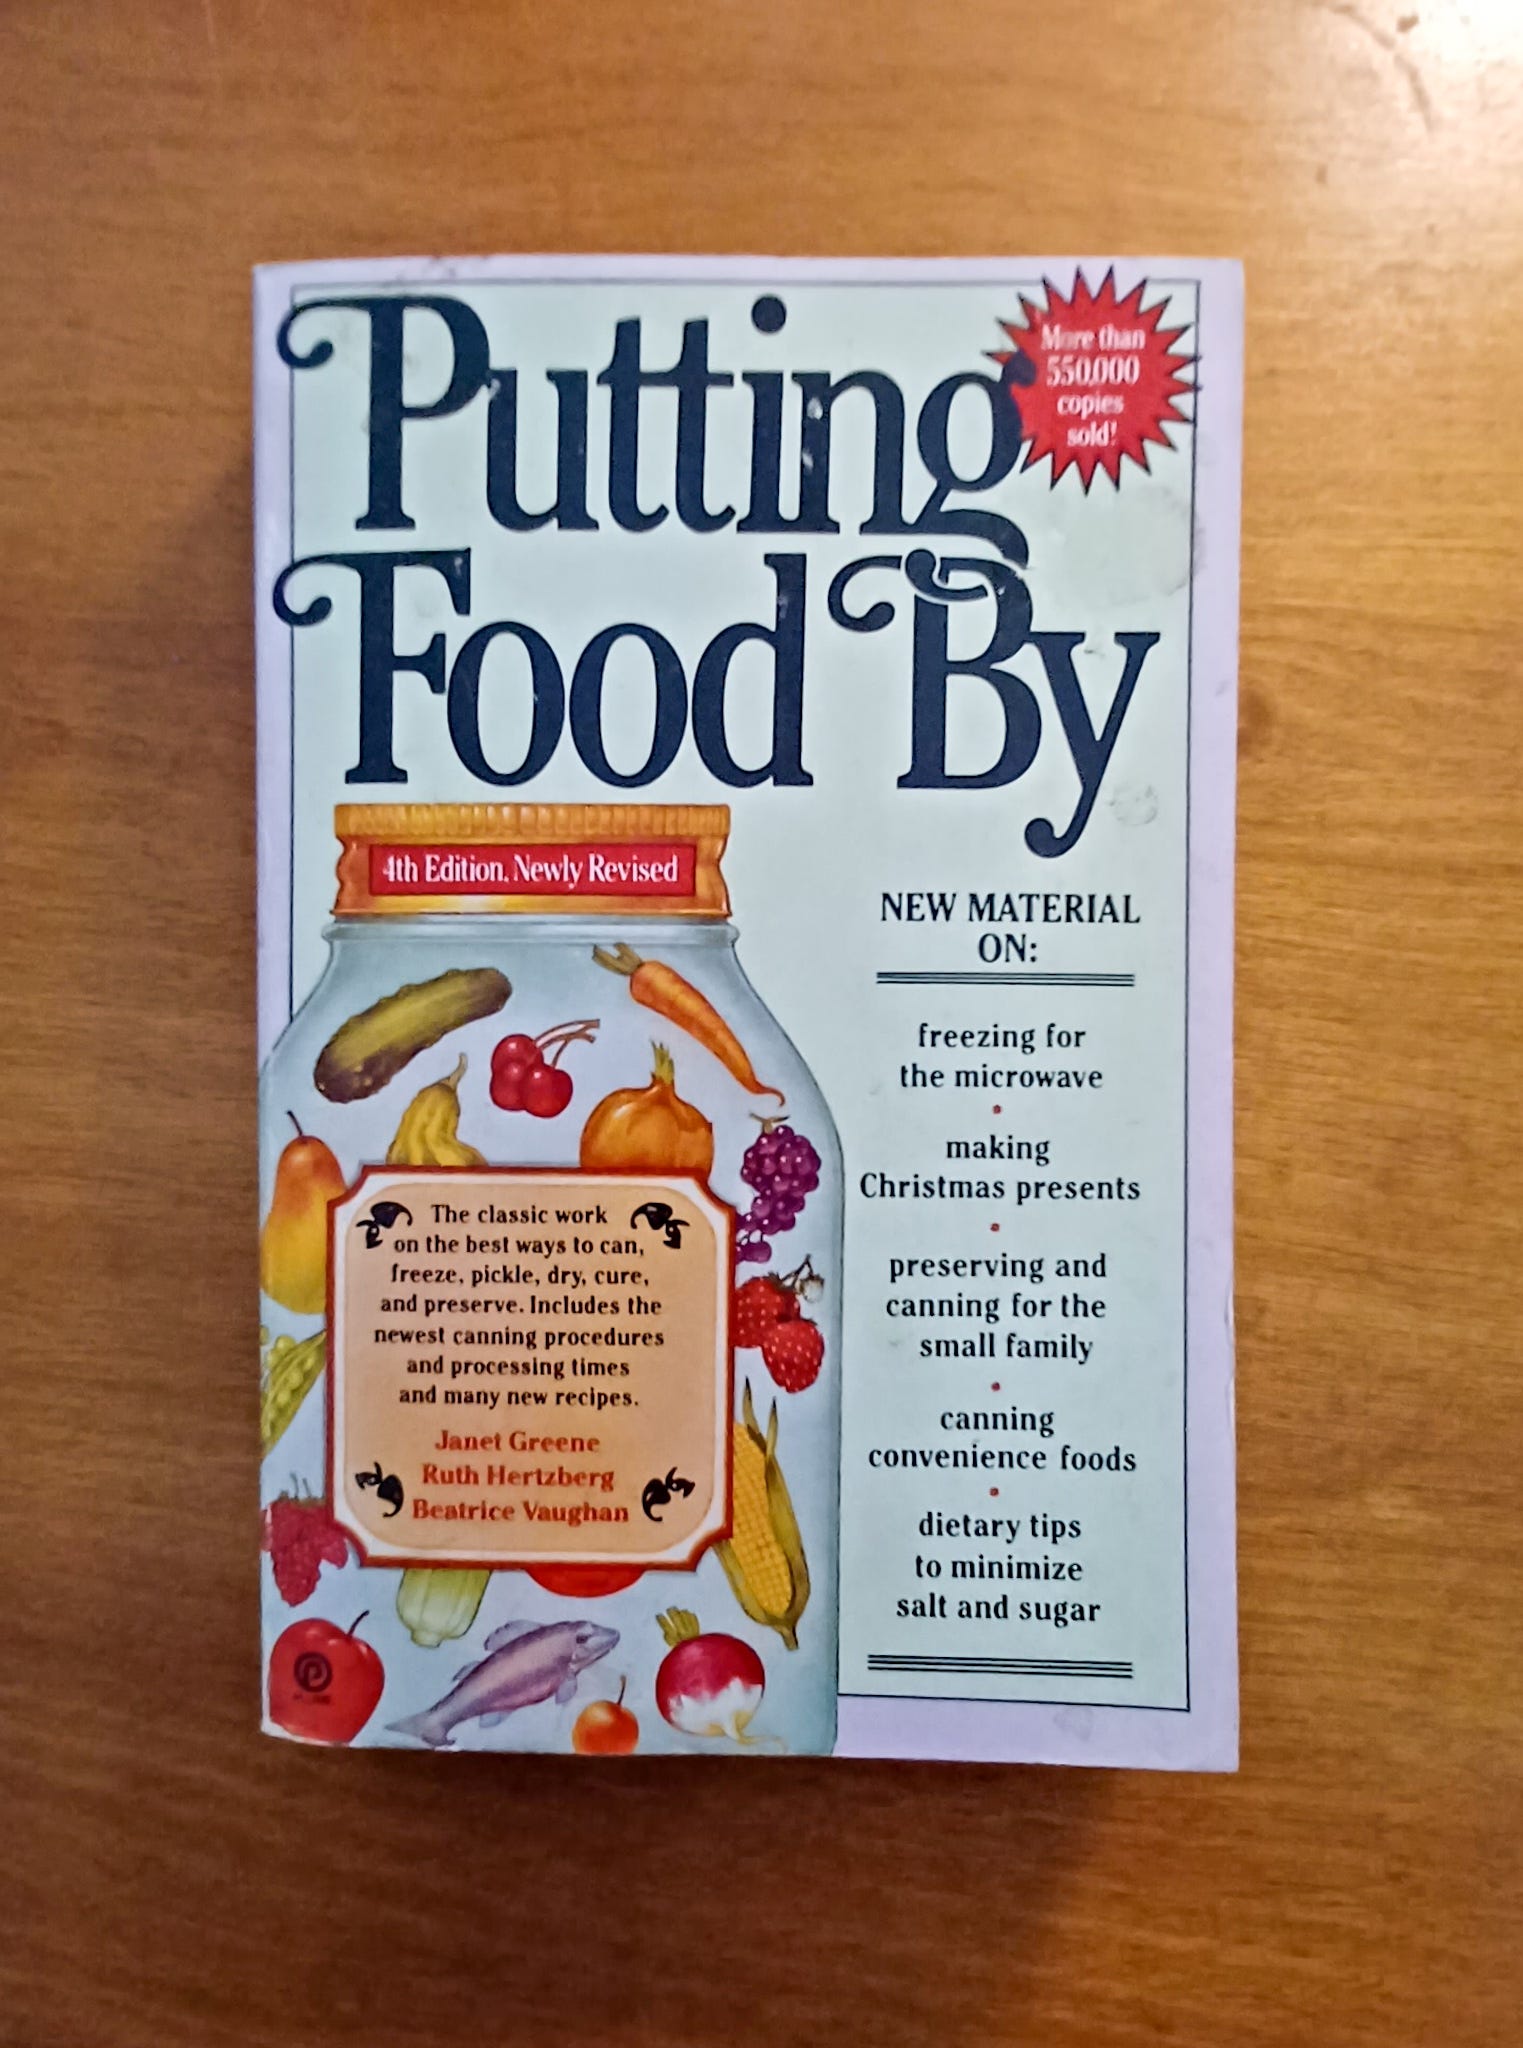 Putting
Food By
More than
550,000
copies
sold!
4th Edition, Newly Revised
NEW MATERIAL
ON:
freezing for
the microwave
•
making
Christmas presents
•
preserving and
canning for the
small family
•
canning
convenience foods
•
dietary tips
to minimize
salt and sugar
The classic work
on the best ways to can,
freeze, pickle, dry, cure,
and preserve. Includes the
newest canning procedures
and processing times
and many new recipes.
Janet Greene
Ruth Hertzberg
Beatrice Vaughan